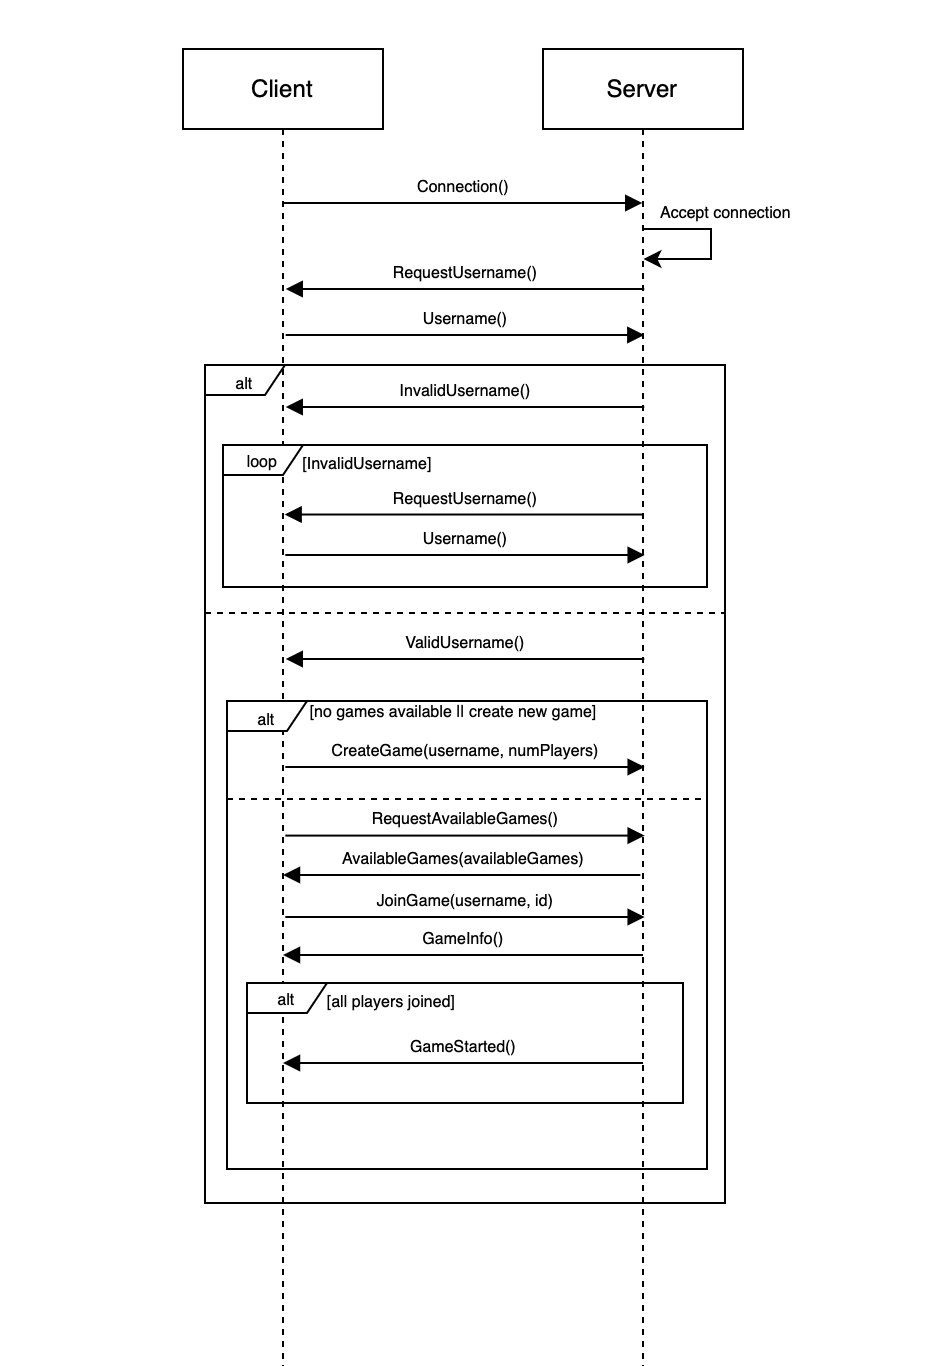 Client
Server
Connection()
Accept connection
RequestUsername()
Username()
alt
InvalidUsername()
loop
[InvalidUsername]
RequestUsername()
Username()
ValidUsername()
alt
[no games available || create new game]
CreateGame(username, numPlayers)
RequestAvailableGames()
AvailableGames(availableGames)
JoinGame(username, id)
GameInfo()
alt
[all players joined]
GameStarted()